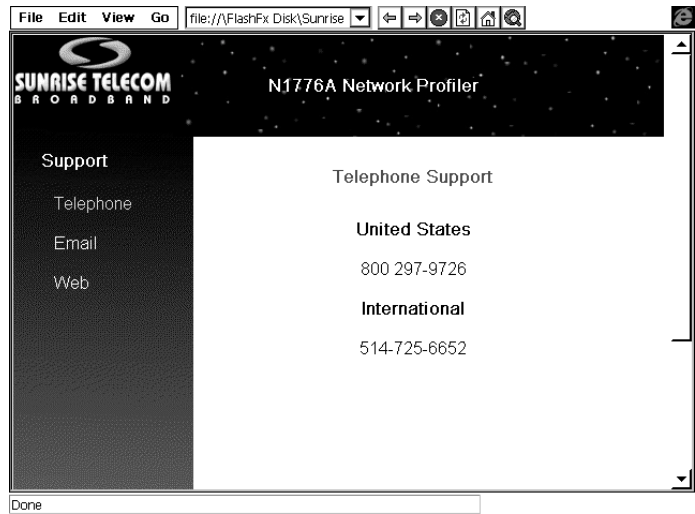 File Edit View Go file://\FlashFx Disk\Sunrise
SUNRISE TELECOM
BROADBAND
N1776A Network Profiler
Support
Telephone
Email
Web
Telephone Support
United States
800 297-9726
International
514-725-6652
Done